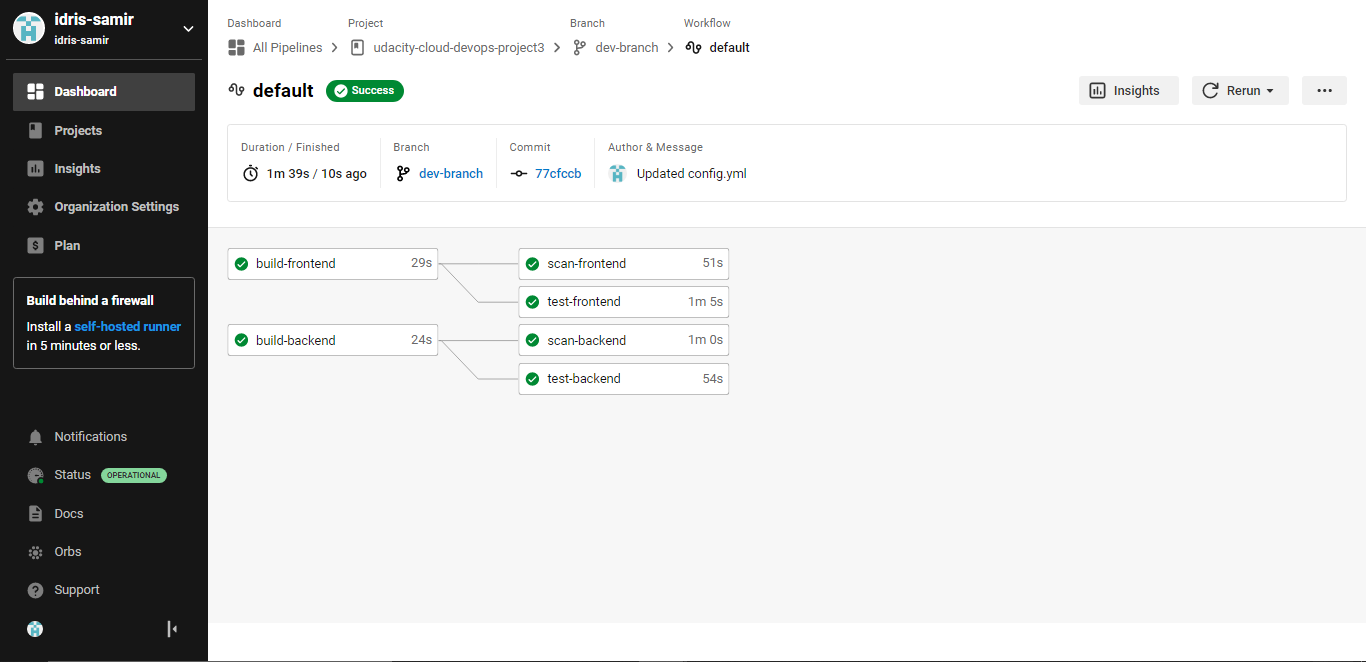 idris-samir
idris-samir
Dashboard
Projects
Insights
Organization Settings
Plan
Build behind a firewall
Install a self-hosted runner
in 5 minutes or less.
Notifications
Status OPERATIONAL
Docs
Orbs
Support
Dashboard Project Branch Workflow
All Pipelines udacity-cloud-devops-project3 dev-branch default
default Success Insights Rerun
Duration / Finished Branch Commit Author & Message
1m 39s / 10s ago dev-branch 77cfccb Updated config.yml
build-frontend 29s scan-frontend 51s
test-frontend 1m 5s
build-backend 24s scan-backend 1m 0s
test-backend 54s